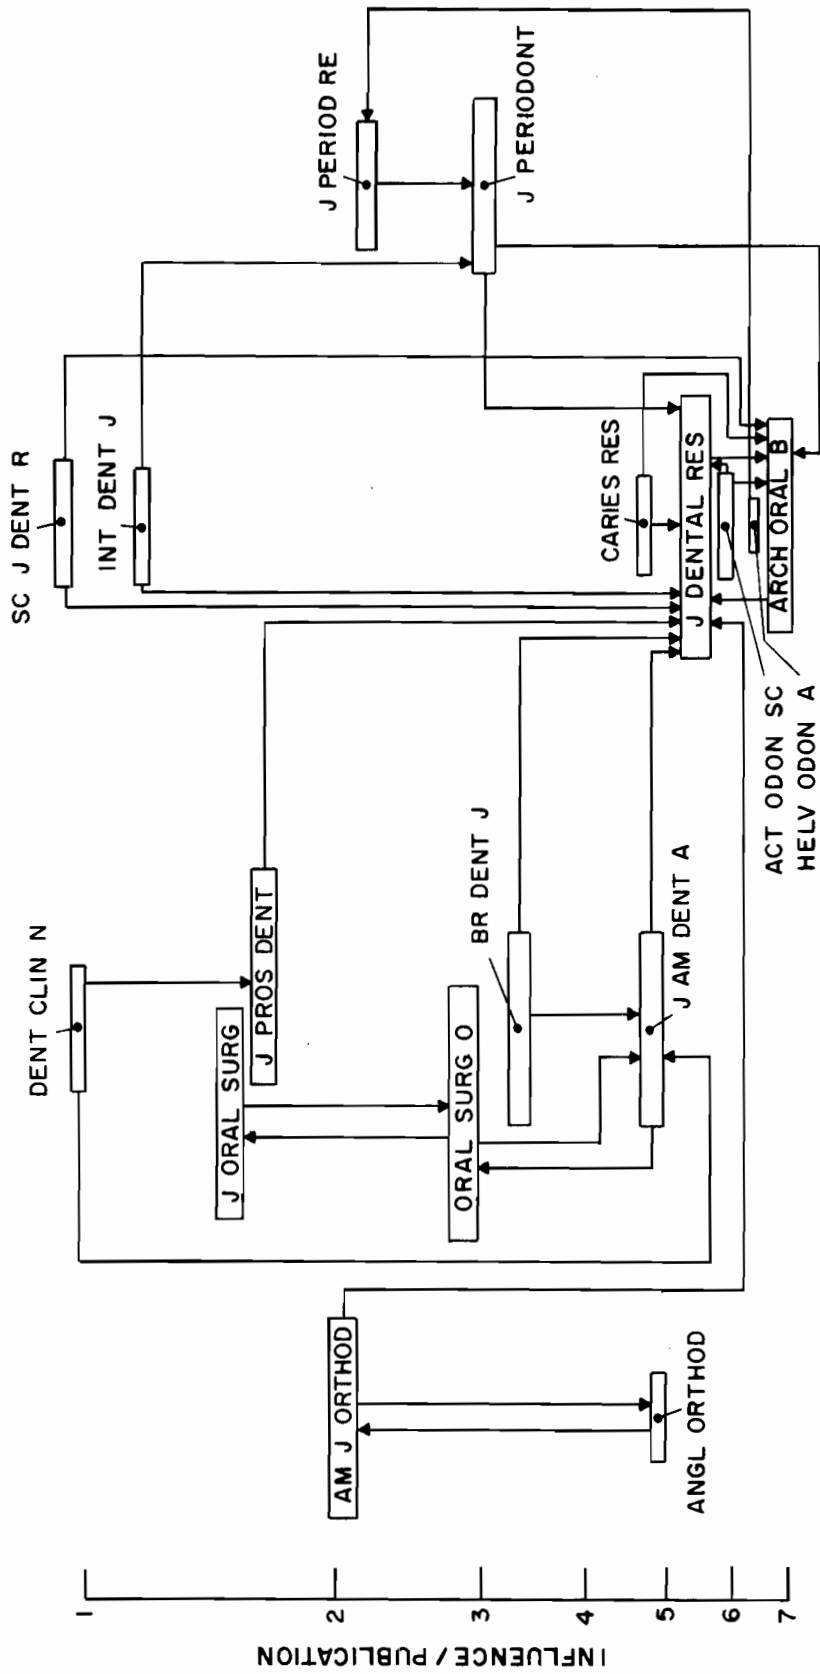 SC J DENT R
INT DENT J
J PERIOD RE
J PERIODONT
DENT CLIN N
J PROS DENT
J ORAL SURG
ORAL SURG O
BR DENT J
J AM DENT A
CARIES RES
J DENTAL RES
ARCH ORAL B
ACT ODON SC
HELV ODON A
AM J ORTHOD
ANGL ORTHOD
1
2
3
4
5
6
7
INFLUENCE / PUBLICATION